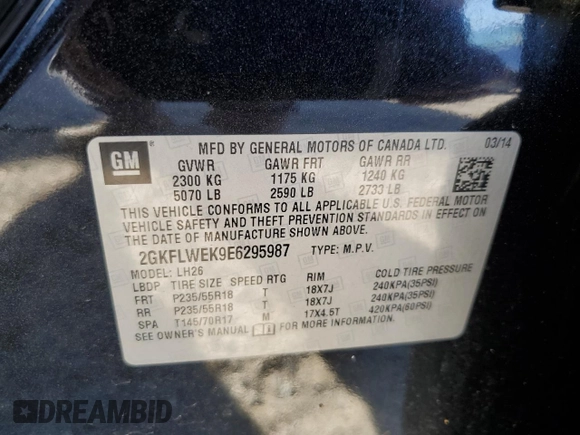 GM
MFD BY GENERAL MOTORS OF CANADA LTD. 03/14
GVWR GAWR FRT GAWR RR
2300 KG 1175 KG 1240 KG
5070 LB 2590 LB 2733 LB
THIS VEHICLE CONFORMS TO ALL APPLICABLE U.S. FEDERAL MOTOR
VEHICLE SAFETY AND THEFT PREVENTION STANDARDS IN EFFECT ON
THE DATE OF MANUFACTURE SHOWN ABOVE.
2GKFLWEK9E6295987 TYPE: M.P.V.
MODEL: LH26
LBDP TIRE SIZE SPEED RTG RIM COLD TIRE PRESSURE
FRT P235/55R18 T 18X7J 240KPA(35PSI)
RR P235/55R18 T 18X7J 240KPA(35PSI)
SPA T145/70R17 M 17X4.5T 420KPA(60PSI)
SEE OWNER'S MANUAL FOR MORE INFORMATION.
DREAMBID